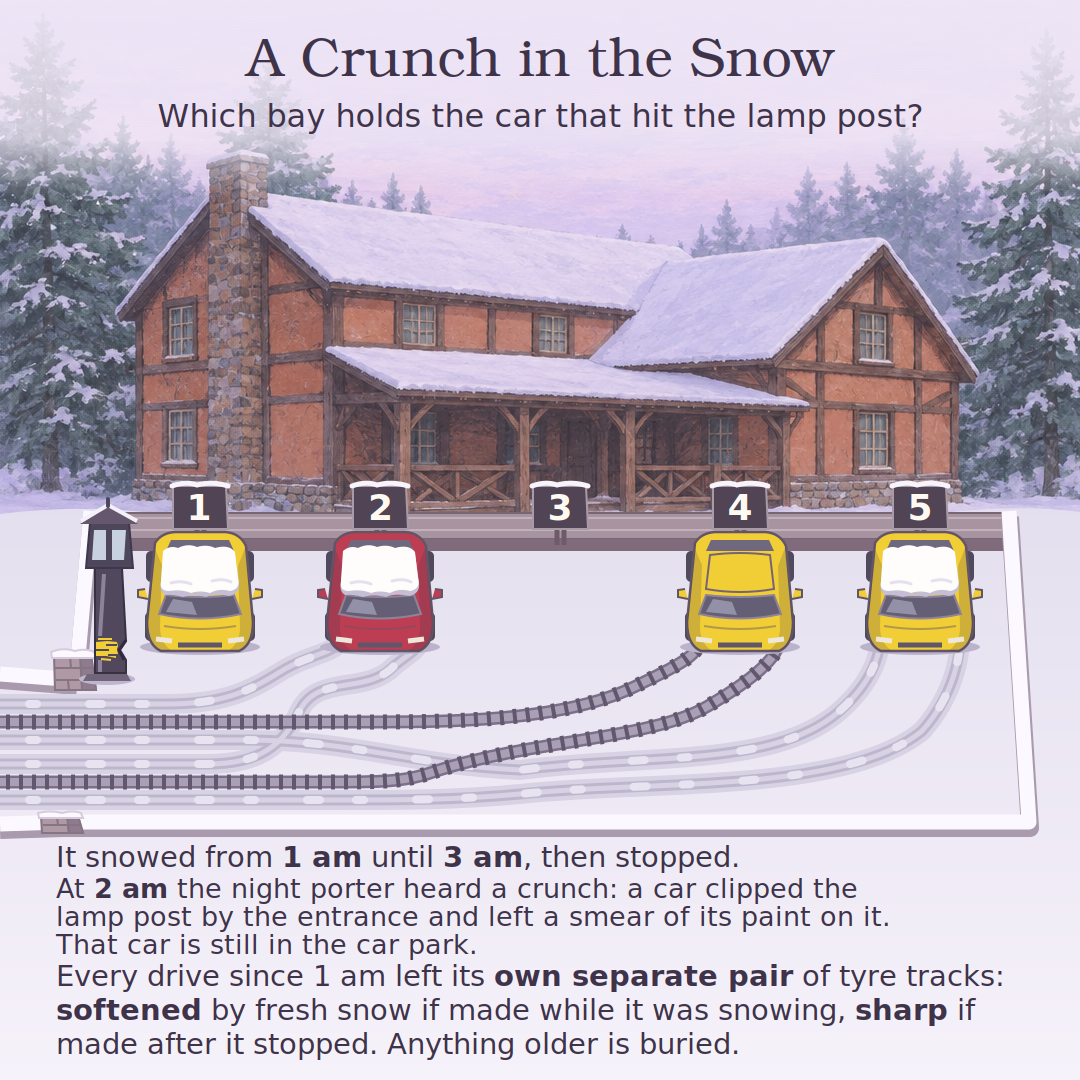 A Crunch in the Snow
Which bay holds the car that hit the lamp post?
1 2 3 4 5
It snowed from 1 am until 3 am, then stopped.
At 2 am the night porter heard a crunch: a car clipped the
lamp post by the entrance and left a smear of its paint on it.
That car is still in the car park.
Every drive since 1 am left its own separate pair of tyre tracks:
softened by fresh snow if made while it was snowing, sharp if
made after it stopped. Anything older is buried.